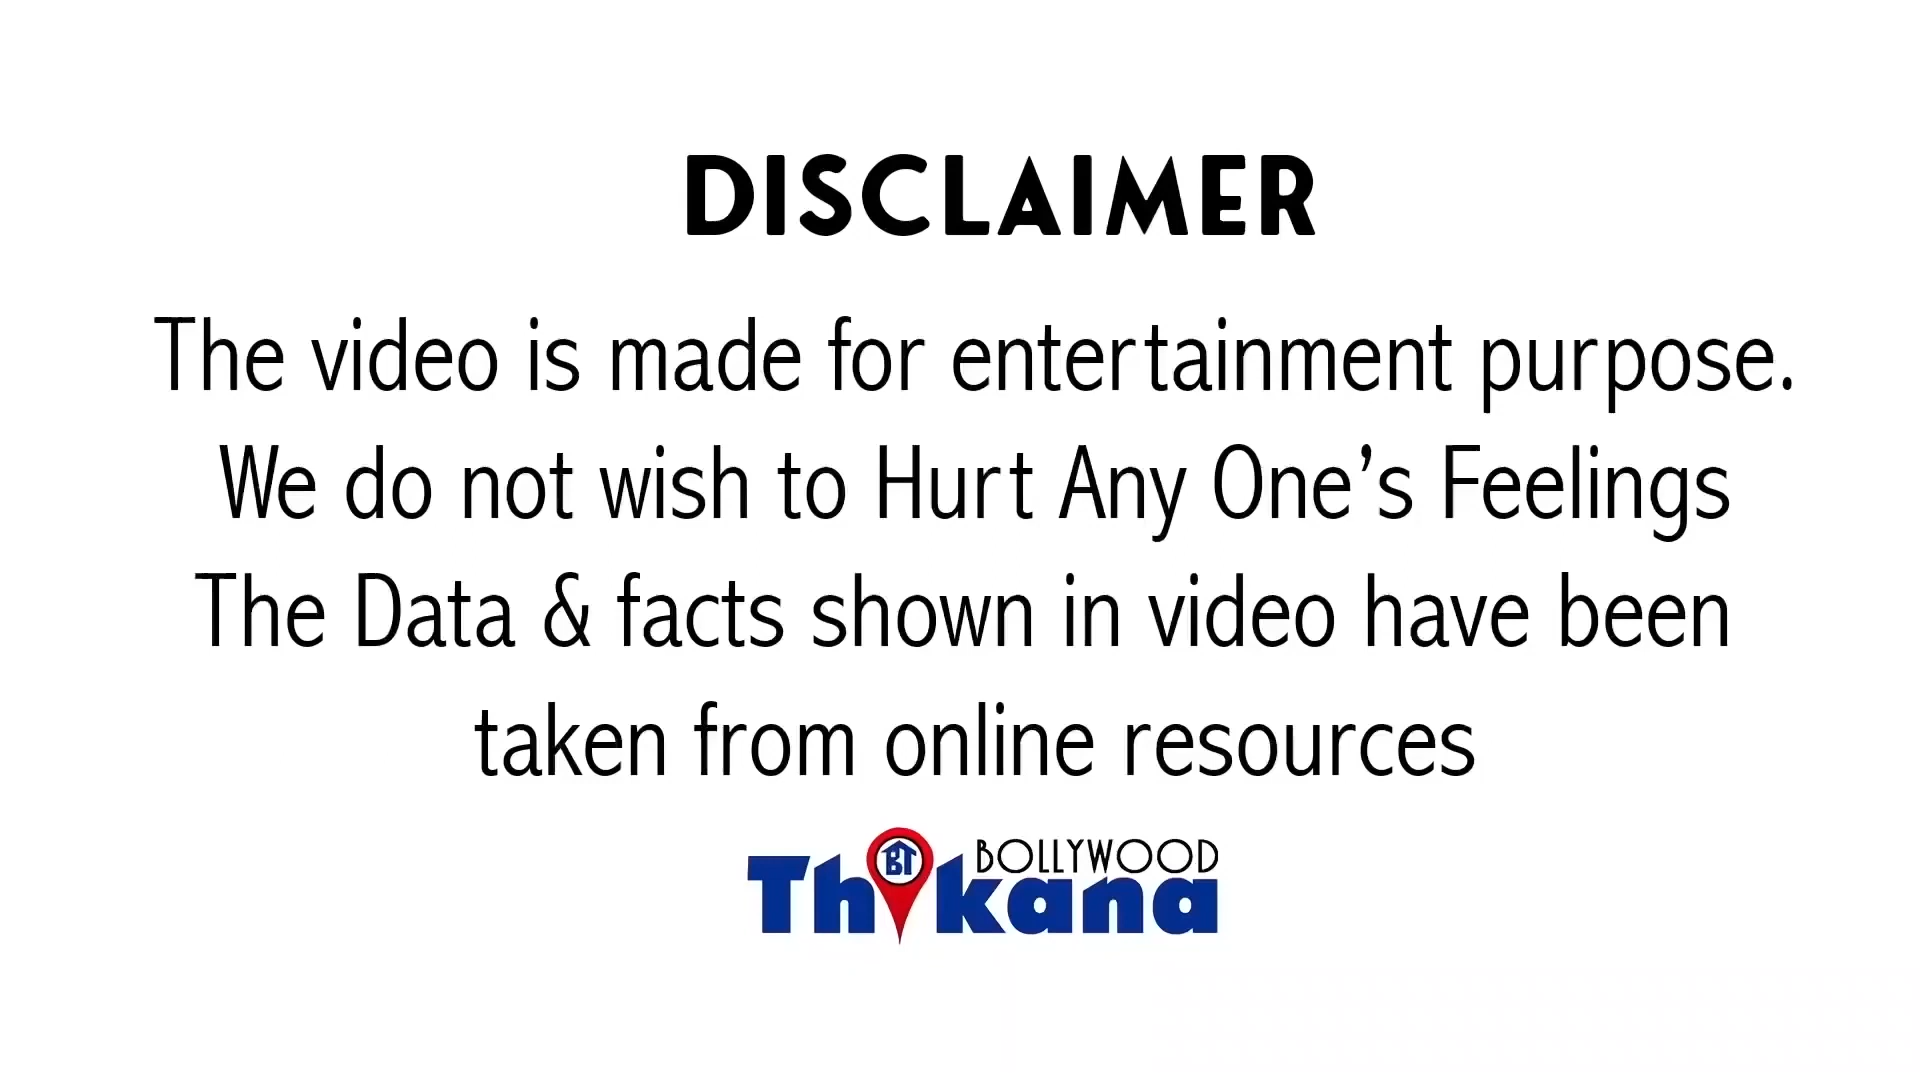 DISCLAIMER
The video is made for entertainment purpose.
We do not wish to Hurt Any One’s Feelings
The Data & facts shown in video have been
taken from online resources
BOLLYWOOD
BT
Thikana